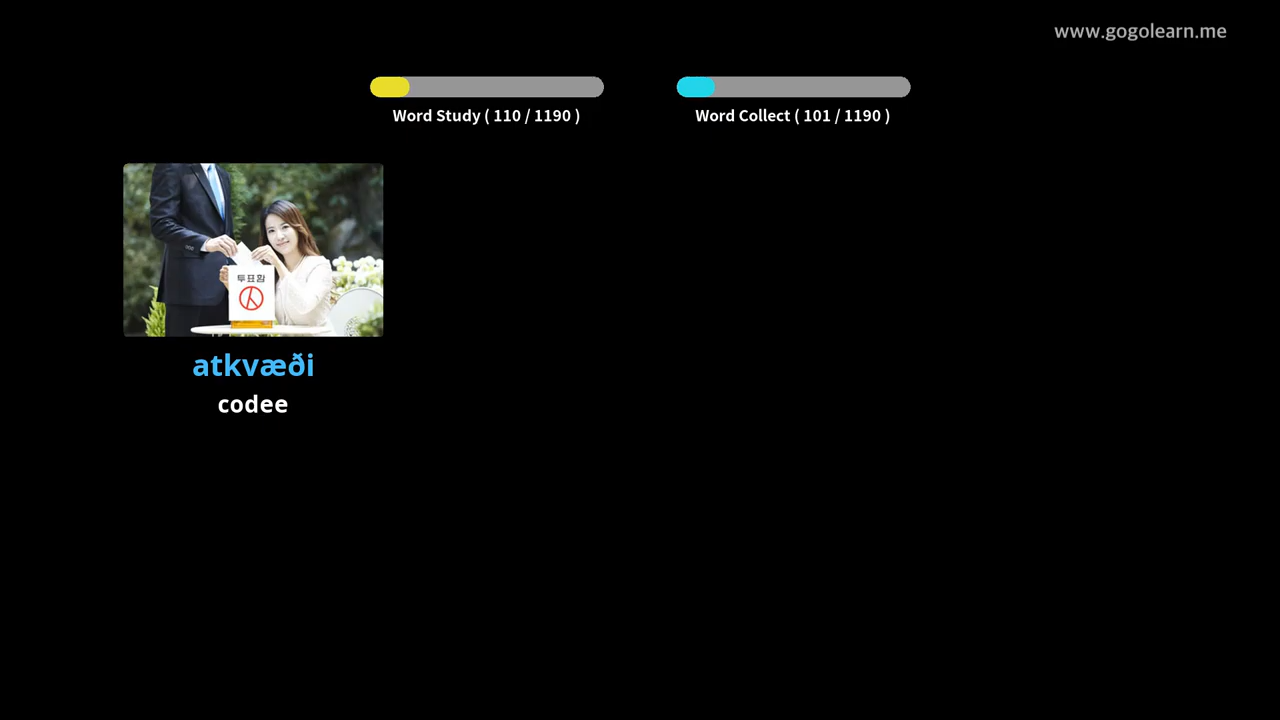 www.gogolearn.me
Word Study ( 110 / 1190 )
Word Collect ( 101 / 1190 )
투표함
atkvæði
codee